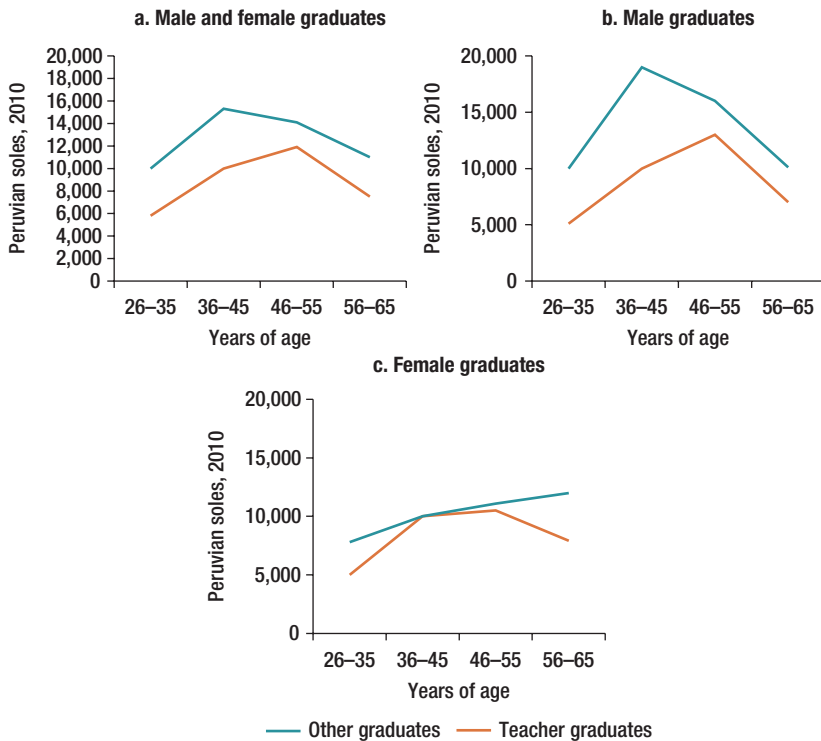 a. Male and female graduates
Peruvian soles, 2010
20,000
18,000
16,000
14,000
12,000
10,000
8,000
6,000
4,000
2,000
0
26–35 36–45 46–55 56–65
Years of age
b. Male graduates
Peruvian soles, 2010
20,000
15,000
10,000
5,000
0
26–35 36–45 46–55 56–65
Years of age
c. Female graduates
Peruvian soles, 2010
20,000
15,000
10,000
5,000
0
26–35 36–45 46–55 56–65
Years of age
Other graduates Teacher graduates